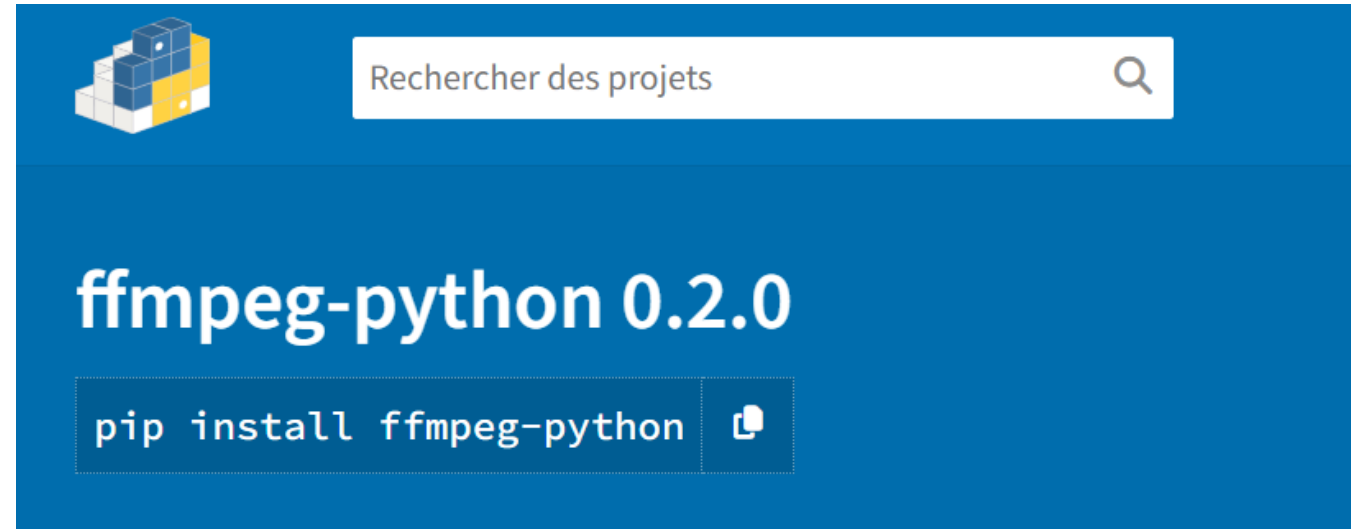 Rechercher des projets
ffmpeg-python 0.2.0
pip install ffmpeg-python